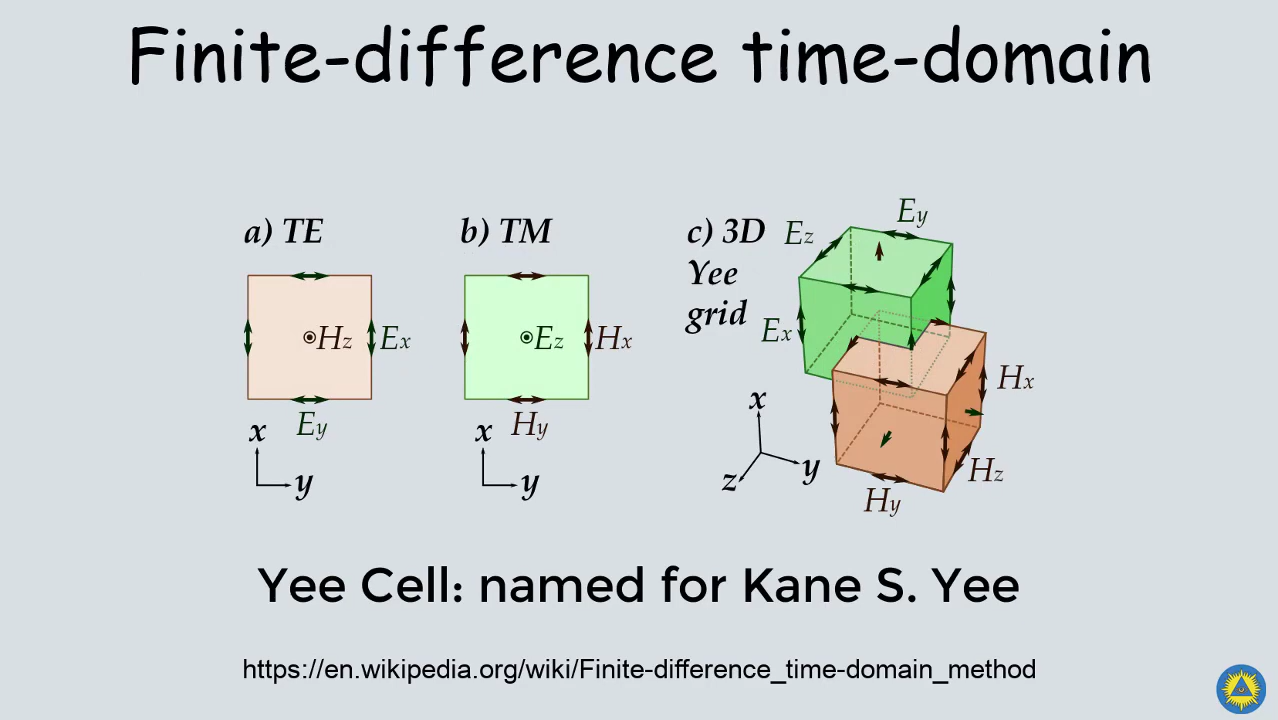 Finite-difference time-domain
a) TE
b) TM
c) 3D
Yee
grid
Hz
Ex
Ey
x
y
Ez
Hx
Hy
x
y
Ez
Ey
Ex
Hx
Hz
Hy
x
y
z
Yee Cell: named for Kane S. Yee
https://en.wikipedia.org/wiki/Finite-difference_time-domain_method